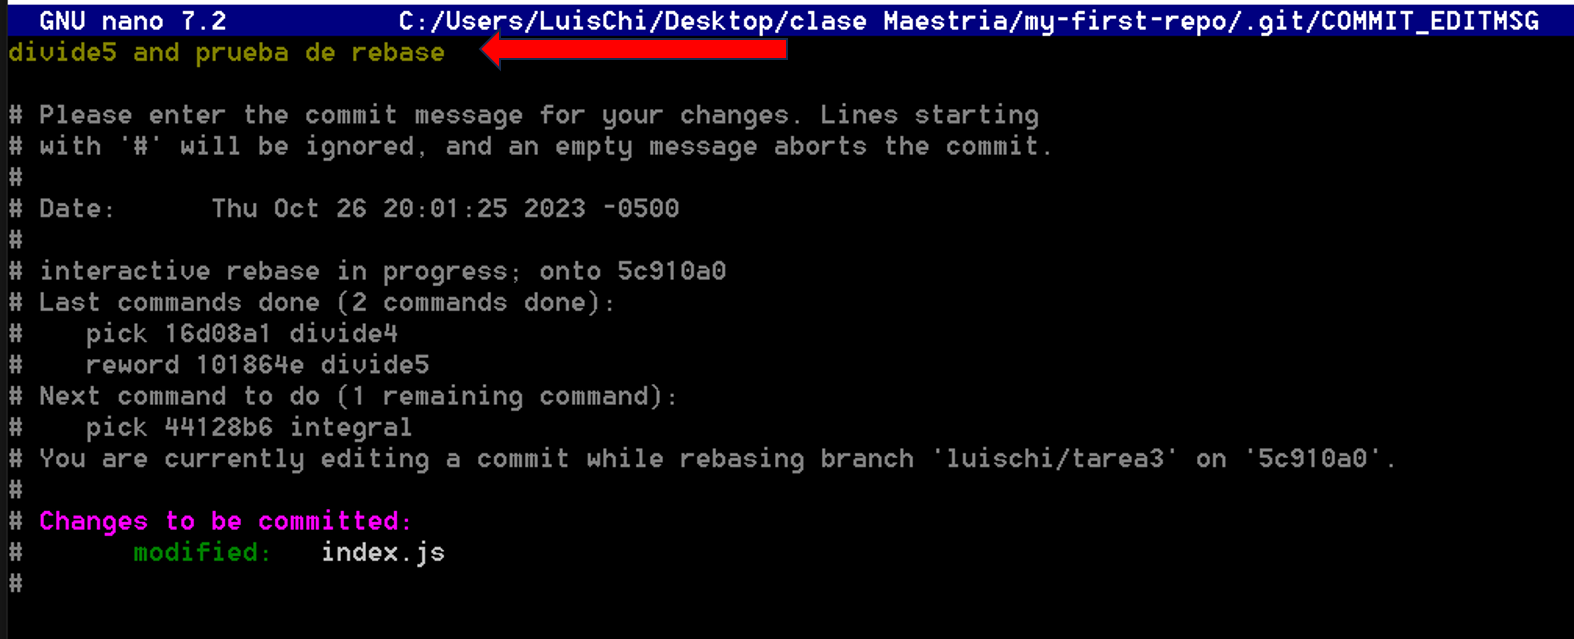 GNU nano 7.2 C:/Users/LuisChi/Desktop/clase Maestria/my-first-repo/.git/COMMIT_EDITMSG
divide5 and prueba de rebase
# Please enter the commit message for your changes. Lines starting
# with '#' will be ignored, and an empty message aborts the commit.
#
# Date: Thu Oct 26 20:01:25 2023 -0500
#
# interactive rebase in progress; onto 5c910a0
# Last commands done (2 commands done):
# pick 16d08a1 divide4
# reword 101864e divide5
# Next command to do (1 remaining command):
# pick 44128b6 integral
# You are currently editing a commit while rebasing branch 'luischi/tarea3' on '5c910a0'.
#
# Changes to be committed:
# modified: index.js
#